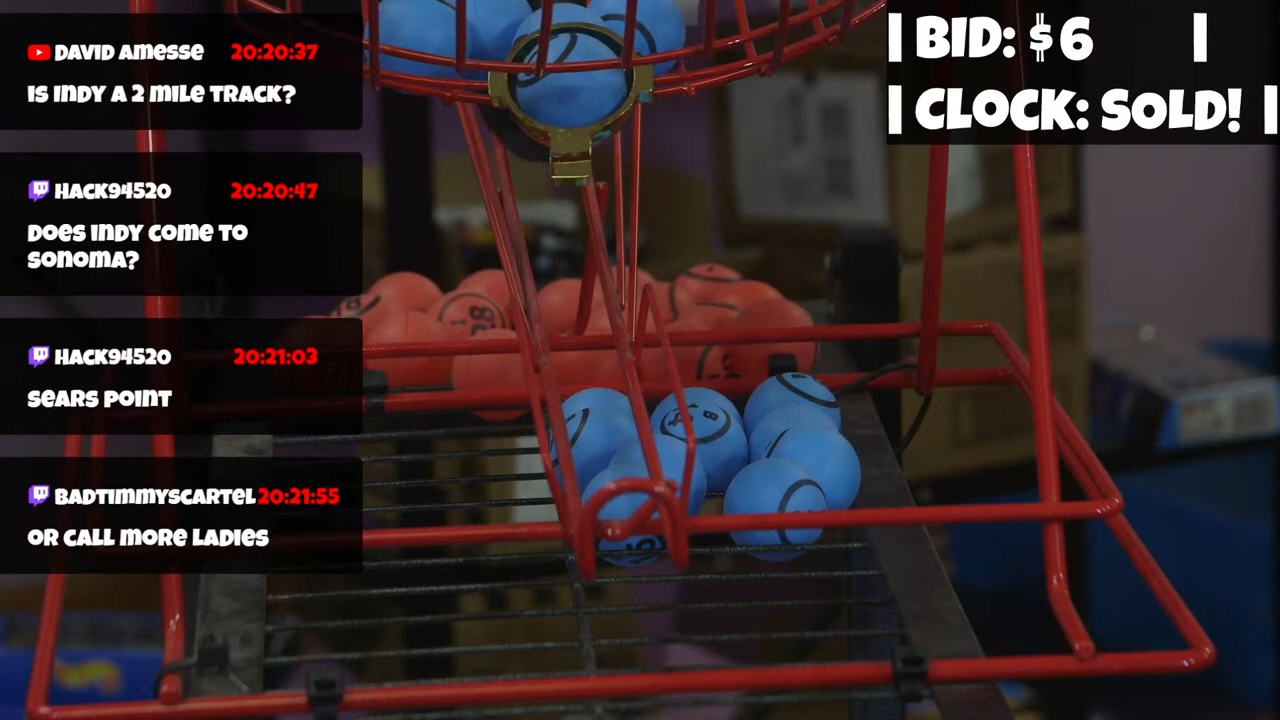 DAVID AMESSE 20:20:37
IS INDY A 2 MILE TRACK?
HACK94520 20:20:47
DOES INDY COME TO
SONOMA?
HACK94520 20:21:03
SEARS POINT
BADTIMMYSCARTEL 20:21:55
OR CALL MORE LADIES
| BID: $6 |
| CLOCK: SOLD! |